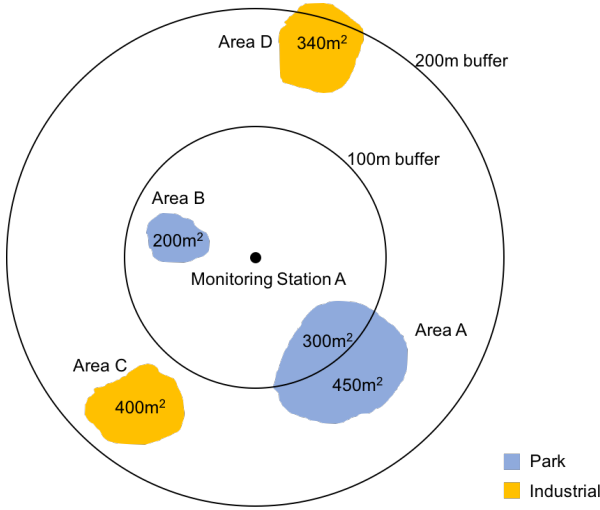 Area D
340m²
200m buffer
100m buffer
Area B
200m²
Monitoring Station A
300m²
Area A
450m²
Area C
400m²
Park
Industrial